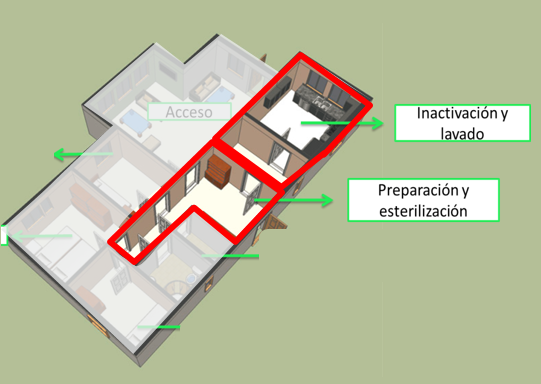 Acceso
Inactivación y
lavado
Preparación y
esterilización